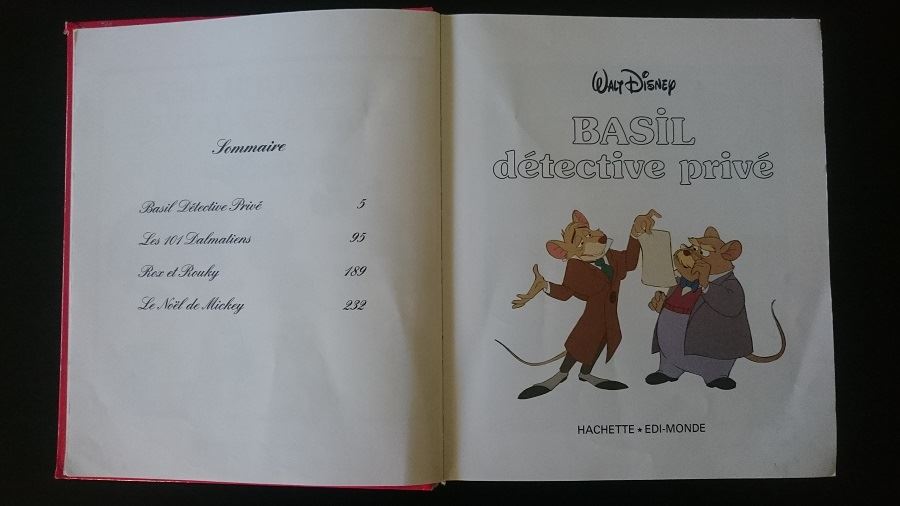 Sommaire
Basil Détective Privé 5
Les 101 Dalmatiens 95
Rox et Rouky 189
Le Noël de Mickey 232
WALT DISNEY
BASIL
détective privé
HACHETTE ★ EDI-MONDE